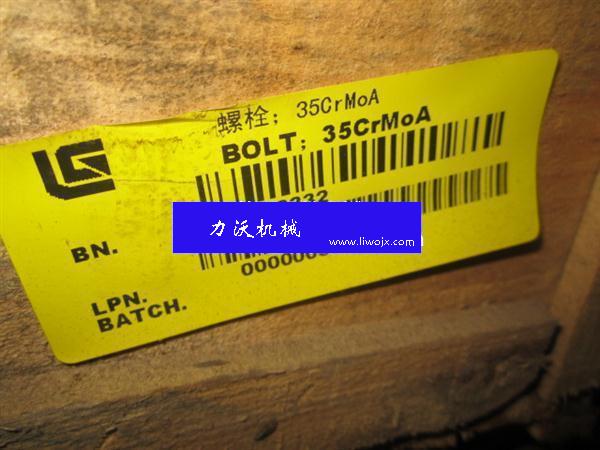 螺栓; 35CrMoA
BOLT; 35CrMoA
BN.
力沃机械
www.liwojx.com
LPN.
BATCH.